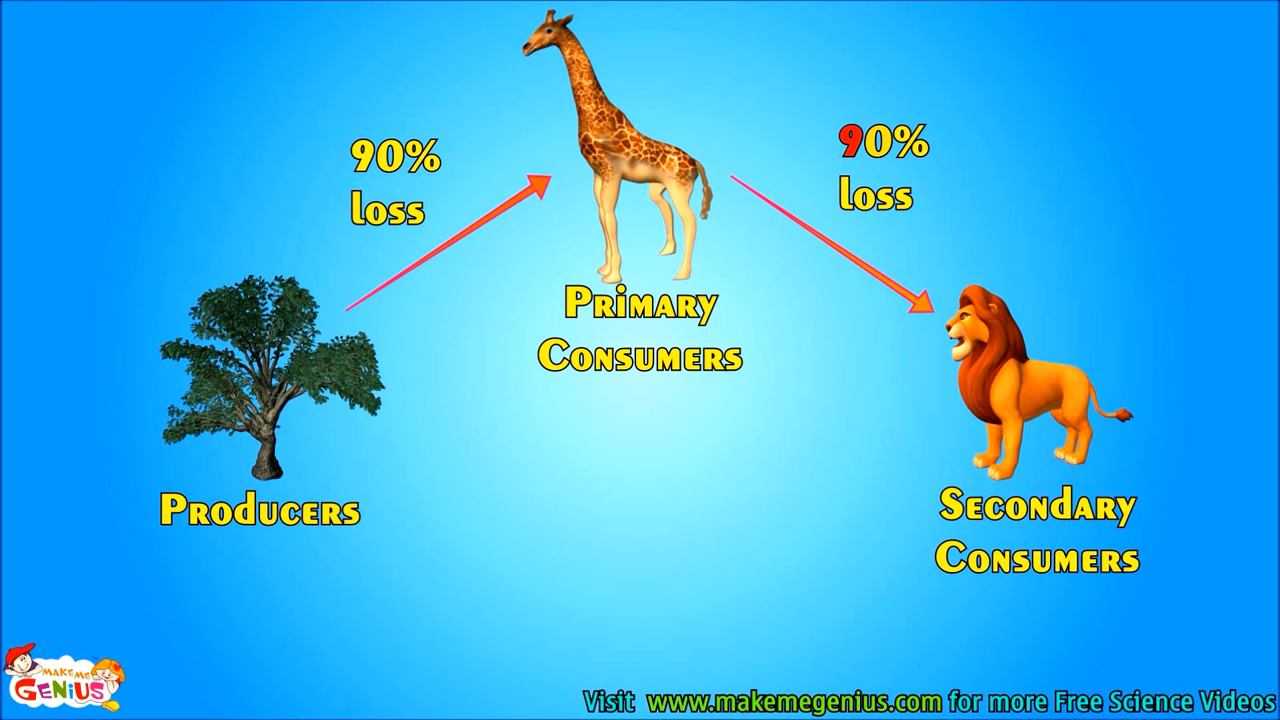 90%
loss
Primary
Consumers
90%
loss
Producers
Secondary
Consumers
MAKE ME
GENiUS
Visit www.makemegenius.com for more Free Science Videos